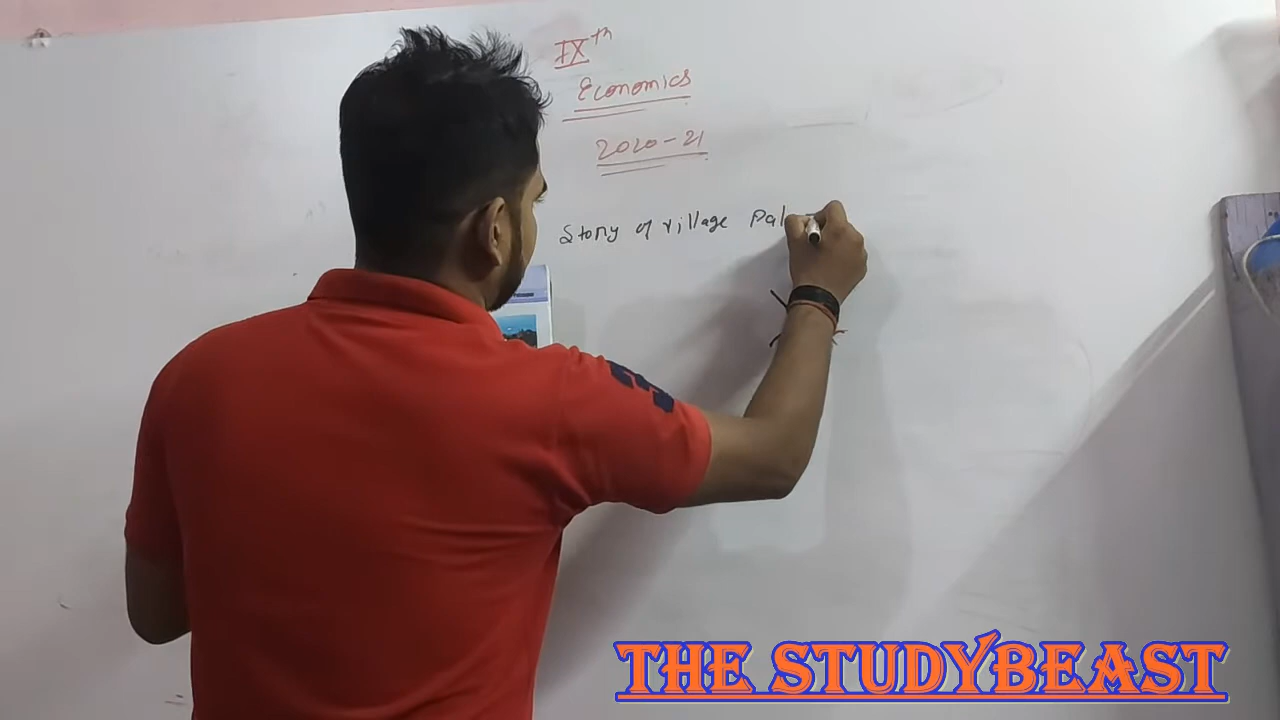 IXth
Economics
2020-21
Story of village Pal
THE STUDYBEAST